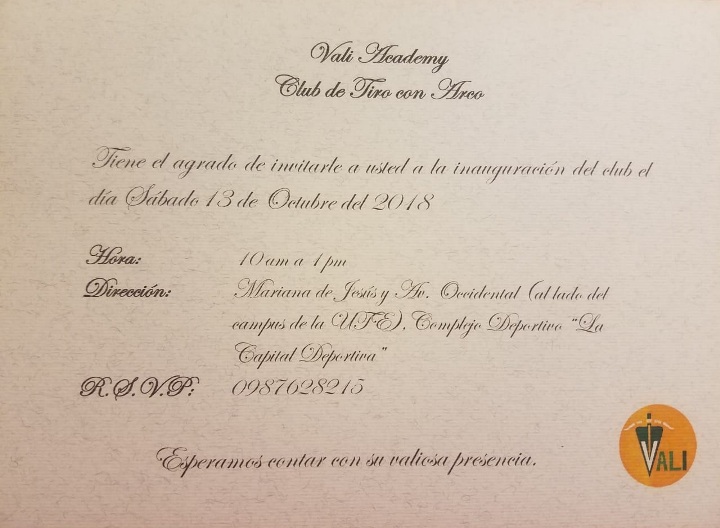 Vali Academy
Club de Tiro con Arco
Tiene el agrado de invitarle a usted a la inauguración del club el
día Sábado 13 de Octubre del 2018
Hora: 10 am a 1 pm
Dirección: Mariana de Jesús y Av. Occidental (al lado del
campus de la UTE). Complejo Deportivo "La
Capital Deportiva"
R.S.V.P: 0987628215
Esperamos contar con su valiosa presencia.
VALI